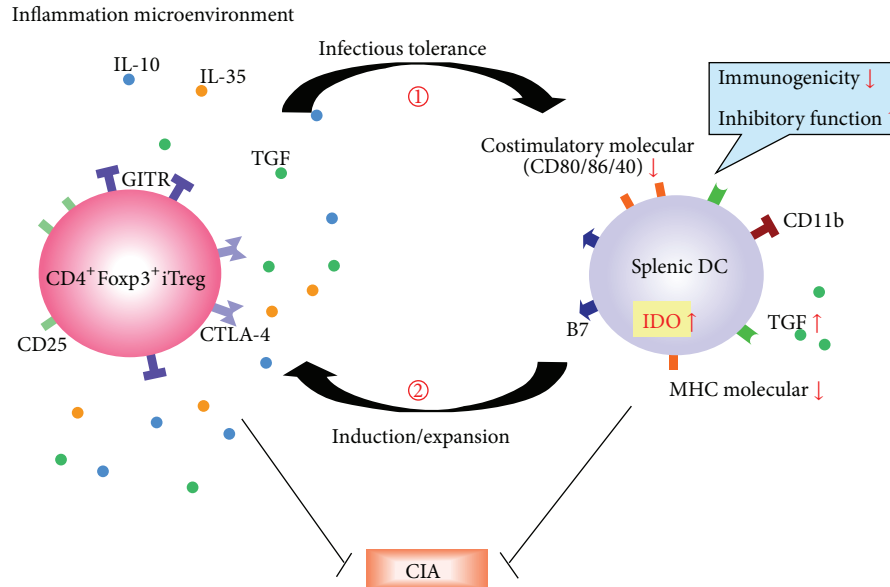 Inflammation microenvironment
IL-10
IL-35
Infectious tolerance
①
Immunogenicity ↓
Inhibitory function
Costimulatory molecular
(CD80/86/40) ↓
TGF
GITR
CD11b
CD4⁺Foxp3⁺iTreg
Splenic DC
IDO ↑
TGF ↑
CTLA-4
B7
CD25
MHC molecular ↓
②
Induction/expansion
CIA